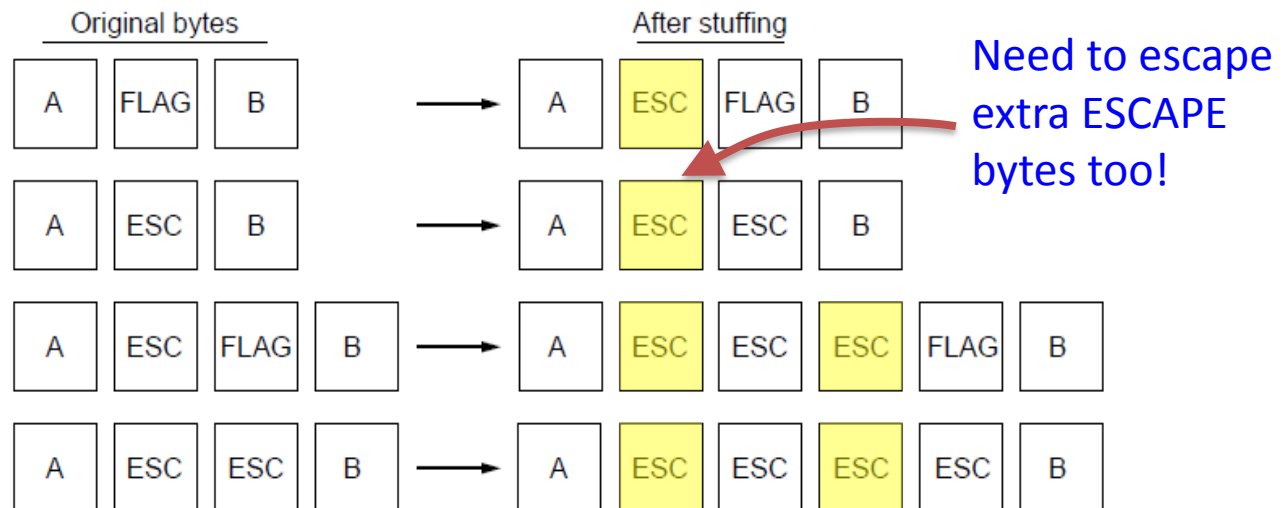 Original bytes After stuffing
Need to escape
extra ESCAPE
bytes too!
A FLAG B A ESC FLAG B
A ESC B A ESC ESC B
A ESC FLAG B A ESC ESC ESC FLAG B
A ESC ESC B A ESC ESC ESC ESC B